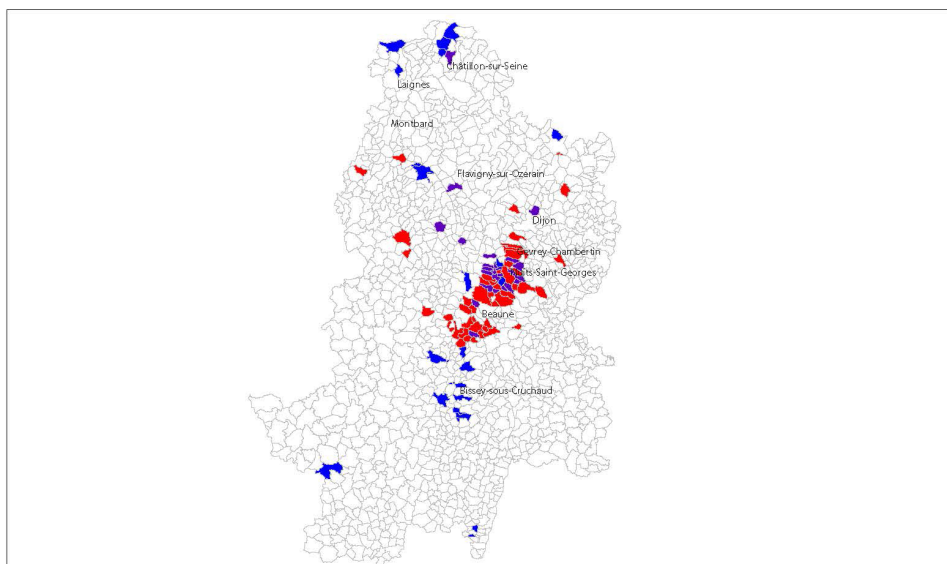 Châtillon-sur-Seine
Laignes
Montbard
Flavigny-sur-Ozerain
Dijon
Gevrey-Chambertin
Nuits-Saint-Georges
Beaune
Bissey-sous-Cruchaud